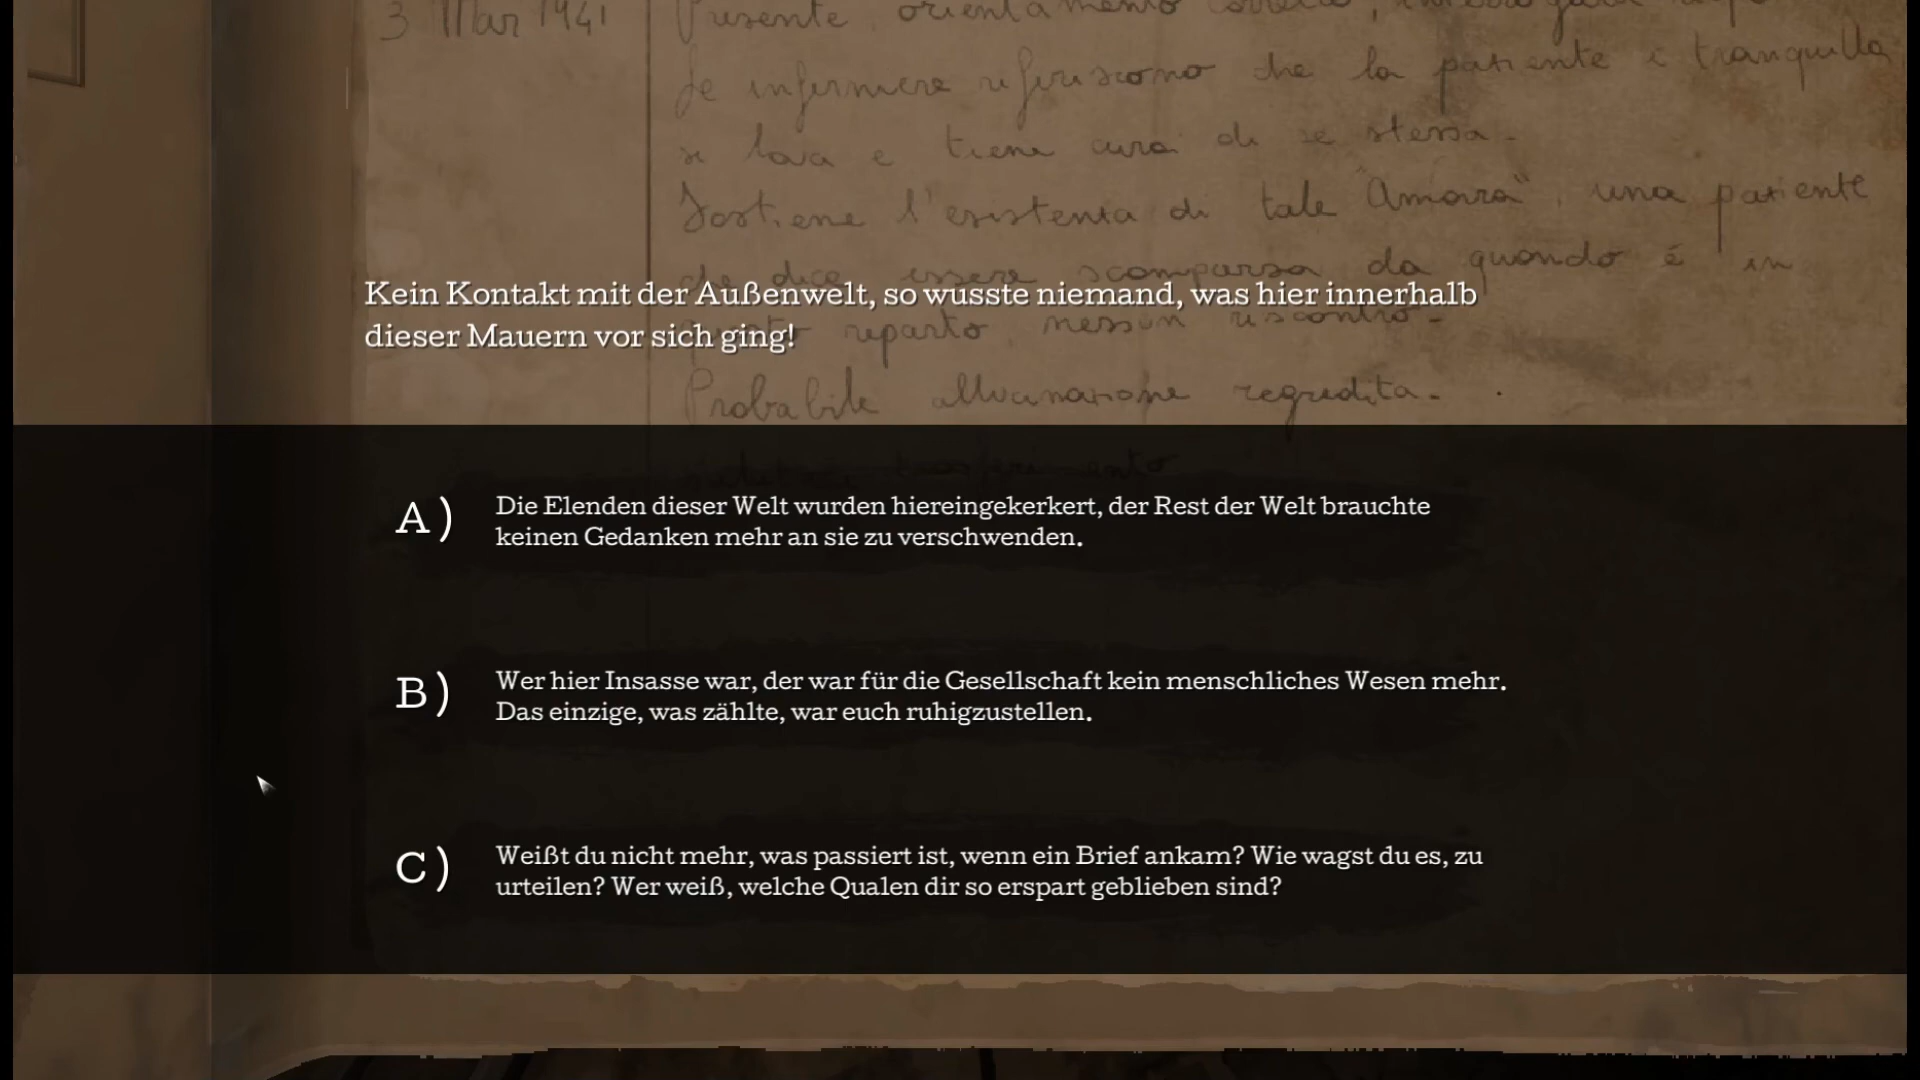 3 Mar 1941
Presente, orientamento
Le infermiere riferiscono che la paziente è tranquilla
si lava e tiene cura di se stessa.
Sostiene l'esistenza di tale "Amara", una paziente
che dice essere scomparsa da quando é in
Kein Kontakt mit der Außenwelt, so wusste niemand, was hier innerhalb
reparto nessun riscontro.
dieser Mauern vor sich ging!
Probabile allucinazione regredita.
A) Die Elenden dieser Welt wurden hiereingekerkert, der Rest der Welt brauchte
keinen Gedanken mehr an sie zu verschwenden.
B) Wer hier Insasse war, der war für die Gesellschaft kein menschliches Wesen mehr.
Das einzige, was zählte, war euch ruhigzustellen.
C) Weißt du nicht mehr, was passiert ist, wenn ein Brief ankam? Wie wagst du es, zu
urteilen? Wer weiß, welche Qualen dir so erspart geblieben sind?